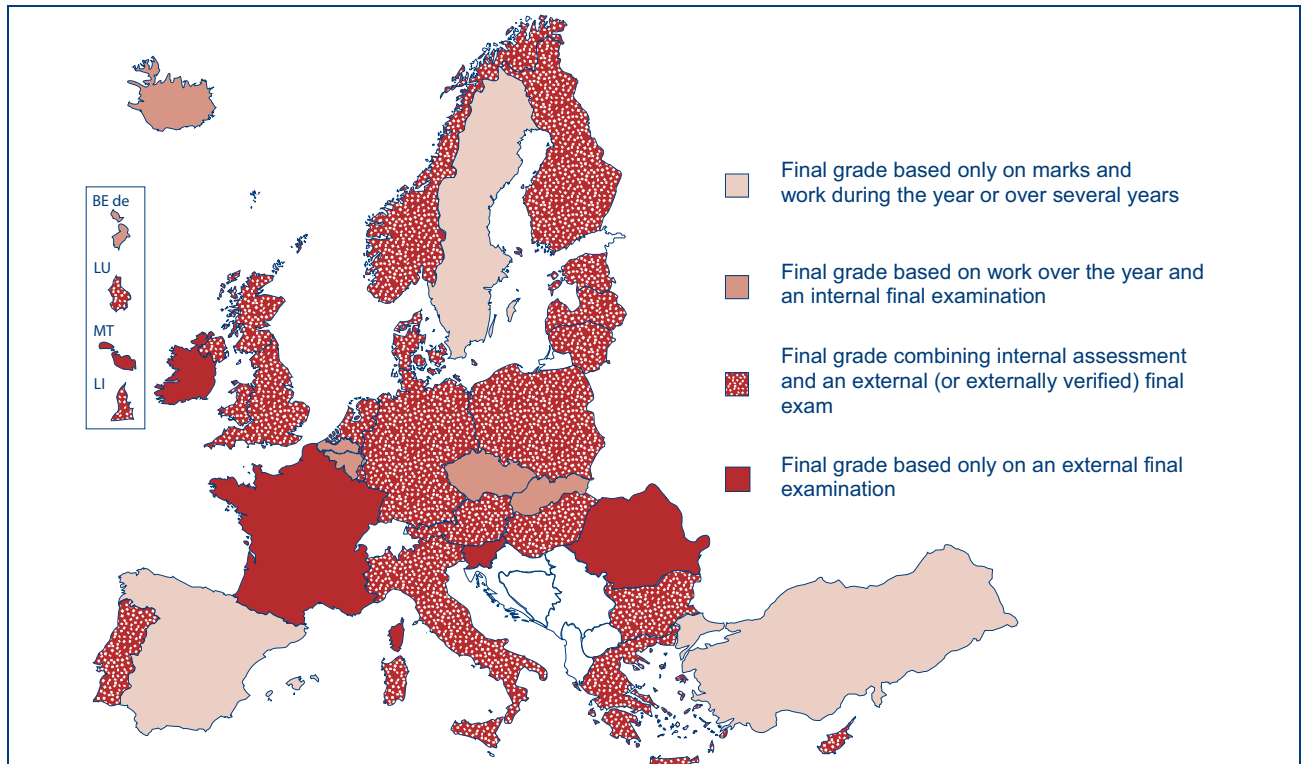 Final grade based only on marks and
work during the year or over several years
BE de
LU
Final grade based on work over the year and
an internal final examination
MT
Final grade combining internal assessment
and an external (or externally verified) final
exam
LI
Final grade based only on an external final
examination